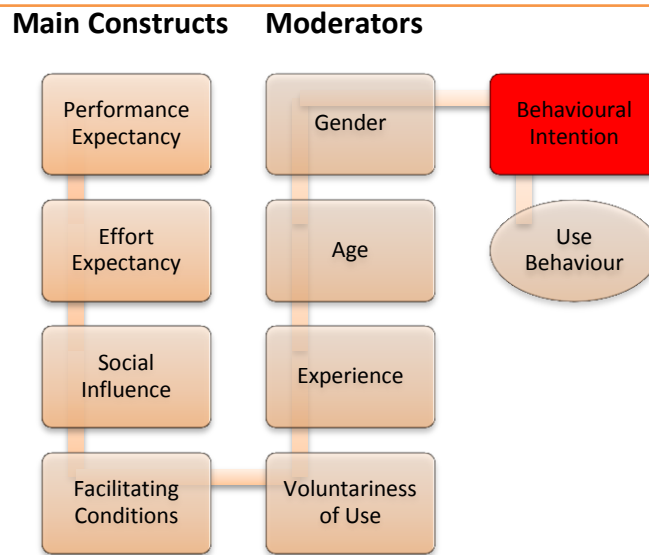 Main Constructs
Moderators
Performance
Expectancy
Effort
Expectancy
Social
Influence
Facilitating
Conditions
Gender
Age
Experience
Voluntariness
of Use
Behavioural
Intention
Use
Behaviour